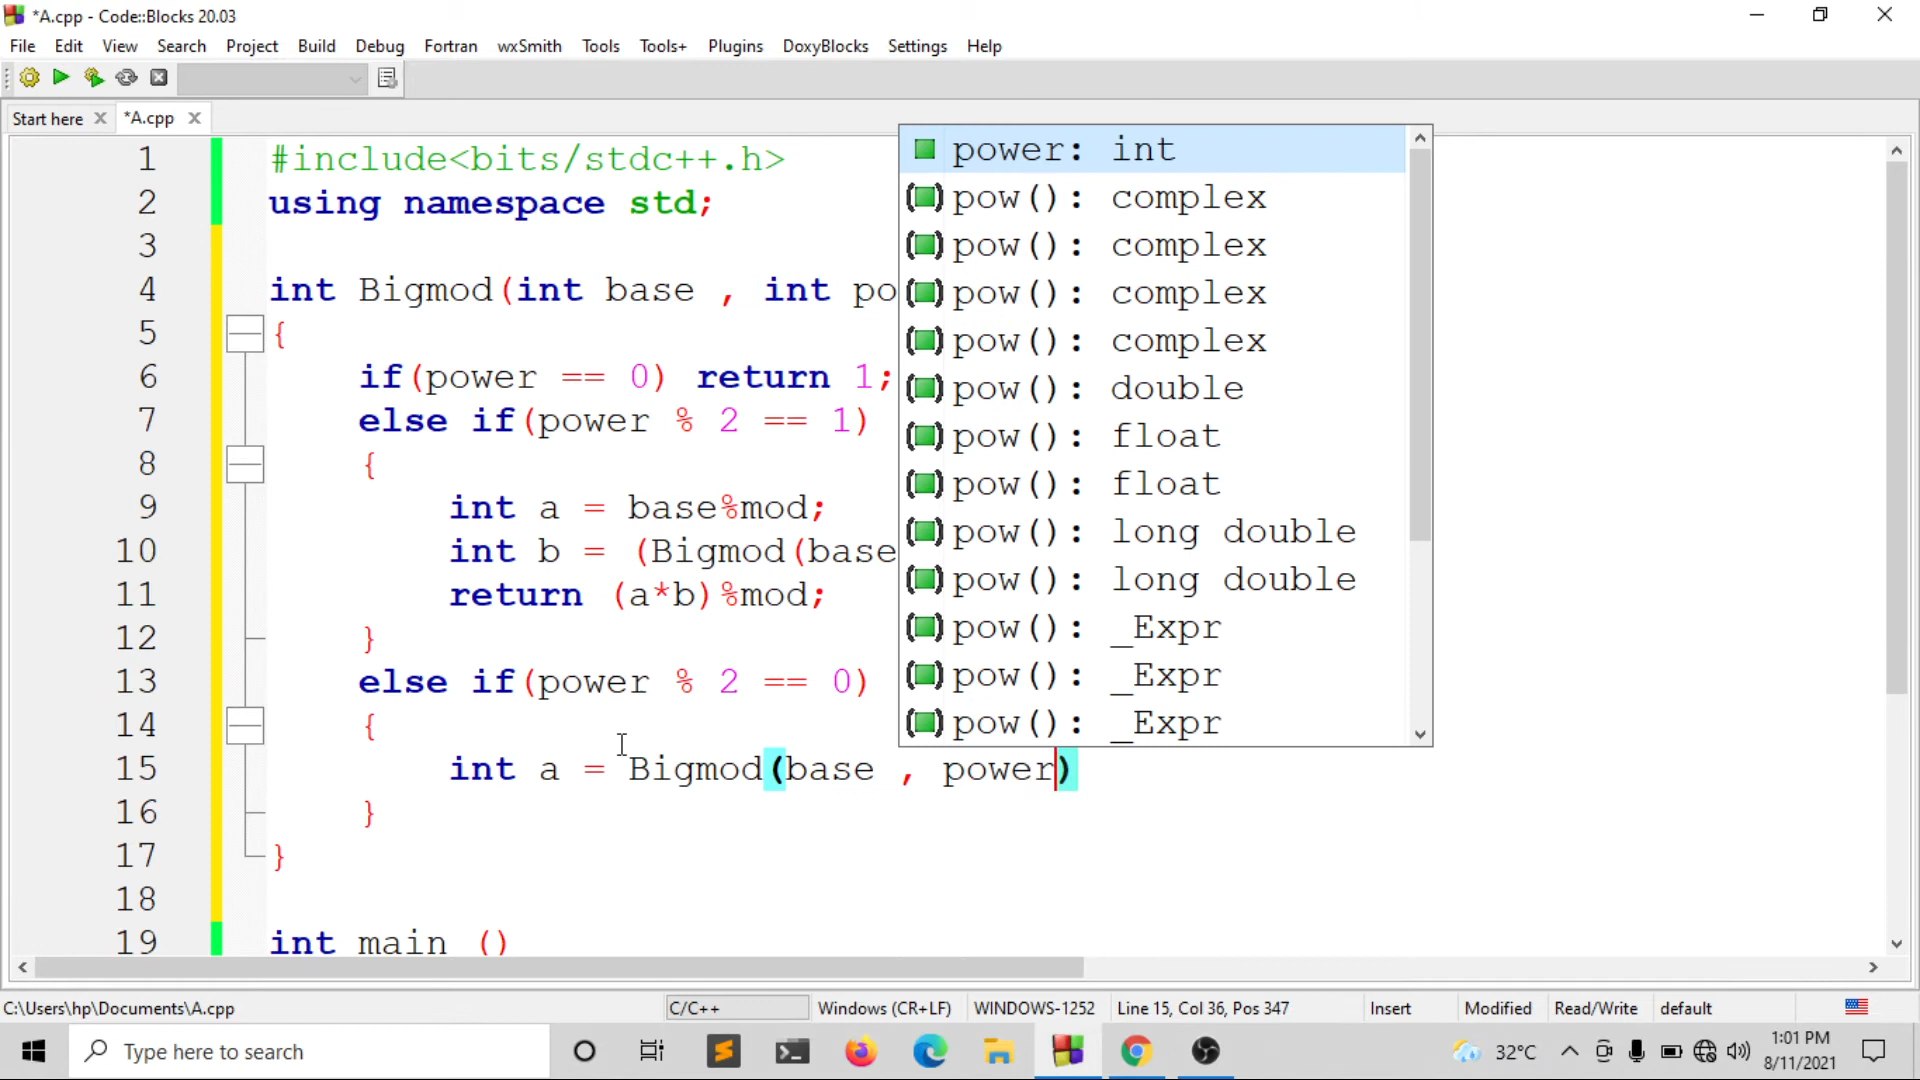 *A.cpp - Code::Blocks 20.03
File Edit View Search Project Build Debug Fortran wxSmith Tools Tools+ Plugins DoxyBlocks Settings Help
Start here *A.cpp
1 #include<bits/stdc++.h>
2 using namespace std;
3
4 int Bigmod(int base , int po
5 {
6 if(power == 0) return 1;
7 else if(power % 2 == 1)
8 {
9 int a = base%mod;
10 int b = (Bigmod(base
11 return (a*b)%mod;
12 }
13 else if(power % 2 == 0)
14 {
15 int a = Bigmod(base , power)
16 }
17 }
18
19 int main ()
power: int
pow(): complex
pow(): complex
pow(): complex
pow(): complex
pow(): double
pow(): float
pow(): float
pow(): long double
pow(): long double
pow(): _Expr
pow(): _Expr
pow(): _Expr
C:\Users\hp\Documents\A.cpp C/C++ Windows (CR+LF) WINDOWS-1252 Line 15, Col 36, Pos 347 Insert Modified Read/Write default
Type here to search 32°C 1:01 PM
8/11/2021